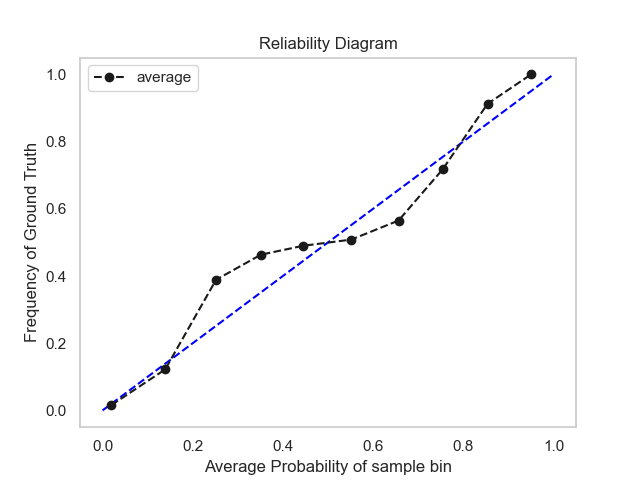 Reliability Diagram
average
1.0
0.8
0.6
0.4
0.2
0.0
Frequency of Ground Truth
0.0 0.2 0.4 0.6 0.8 1.0
Average Probability of sample bin